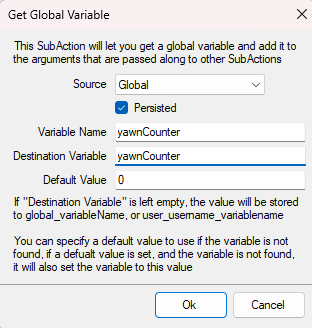 Get Global Variable
This SubAction will let you get a global variable and add it to
the arguments that are passed along to other SubActions
Source Global
Persisted
Variable Name yawnCounter
Destination Variable yawnCounter
Default Value 0
If "Destination Variable" is left empty, the value will be stored
to global_variableName, or user_username_variablename
You can specify a default value to use if the variable is not
found, if a defualt value is set, and the variable is not found,
it will also set the variable to this value
Ok Cancel